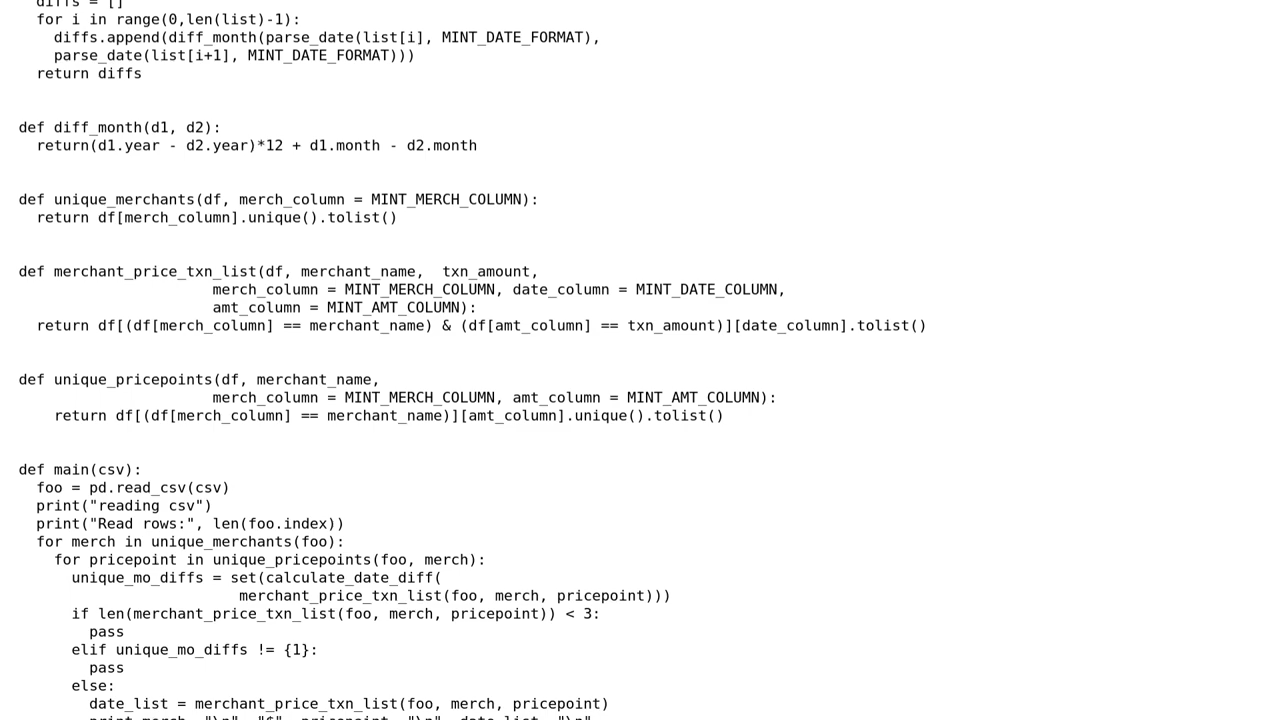 diffs = []
  for i in range(0,len(list)-1):
    diffs.append(diff_month(parse_date(list[i], MINT_DATE_FORMAT),
    parse_date(list[i+1], MINT_DATE_FORMAT)))
  return diffs
def diff_month(d1, d2):
  return(d1.year - d2.year)*12 + d1.month - d2.month
def unique_merchants(df, merch_column = MINT_MERCH_COLUMN):
  return df[merch_column].unique().tolist()
def merchant_price_txn_list(df, merchant_name,  txn_amount,
                      merch_column = MINT_MERCH_COLUMN, date_column = MINT_DATE_COLUMN,
                      amt_column = MINT_AMT_COLUMN):
  return df[(df[merch_column] == merchant_name) & (df[amt_column] == txn_amount)][date_column].tolist()
def unique_pricepoints(df, merchant_name,
                      merch_column = MINT_MERCH_COLUMN, amt_column = MINT_AMT_COLUMN):
    return df[(df[merch_column] == merchant_name)][amt_column].unique().tolist()
def main(csv):
  foo = pd.read_csv(csv)
  print("reading csv")
  print("Read rows:", len(foo.index))
  for merch in unique_merchants(foo):
    for pricepoint in unique_pricepoints(foo, merch):
      unique_mo_diffs = set(calculate_date_diff(
                         merchant_price_txn_list(foo, merch, pricepoint)))
      if len(merchant_price_txn_list(foo, merch, pricepoint)) < 3:
        pass
      elif unique_mo_diffs != {1}:
        pass
      else:
        date_list = merchant_price_txn_list(foo, merch, pricepoint)